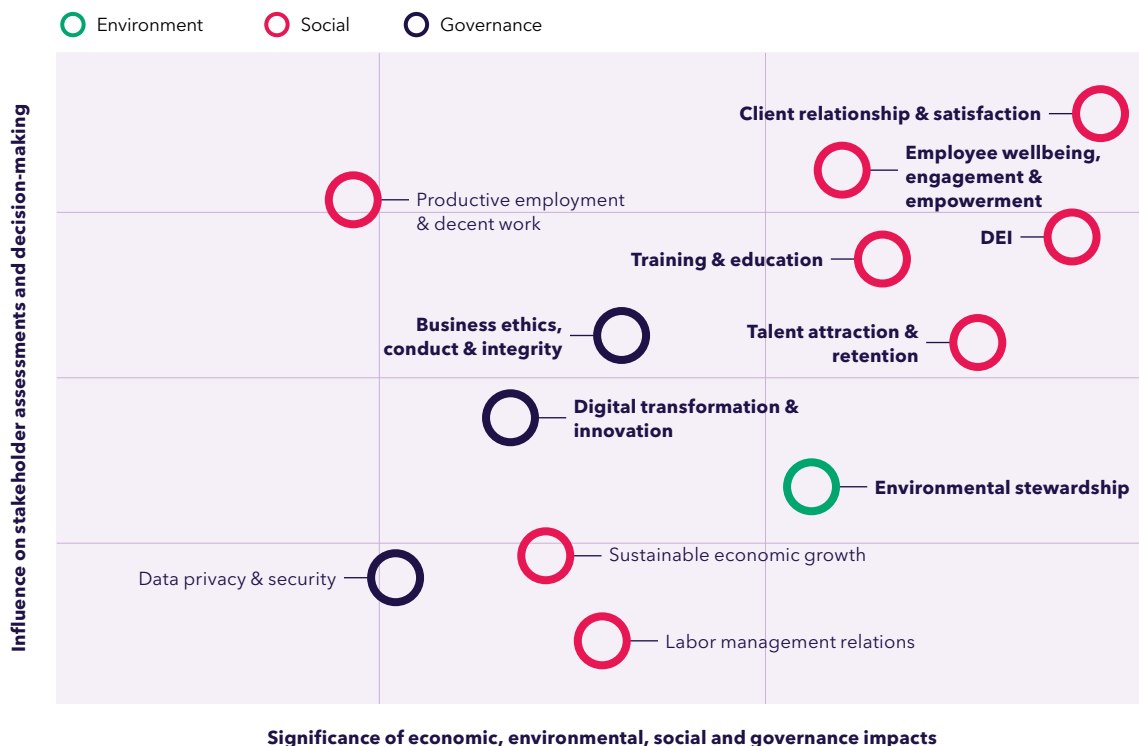 Environment
Social
Governance
Influence on stakeholder assessments and decision-making
Client relationship & satisfaction
Employee wellbeing,
engagement &
empowerment
Productive employment
& decent work
DEI
Training & education
Business ethics,
conduct & integrity
Talent attraction &
retention
Digital transformation &
innovation
Environmental stewardship
Sustainable economic growth
Data privacy & security
Labor management relations
Significance of economic, environmental, social and governance impacts